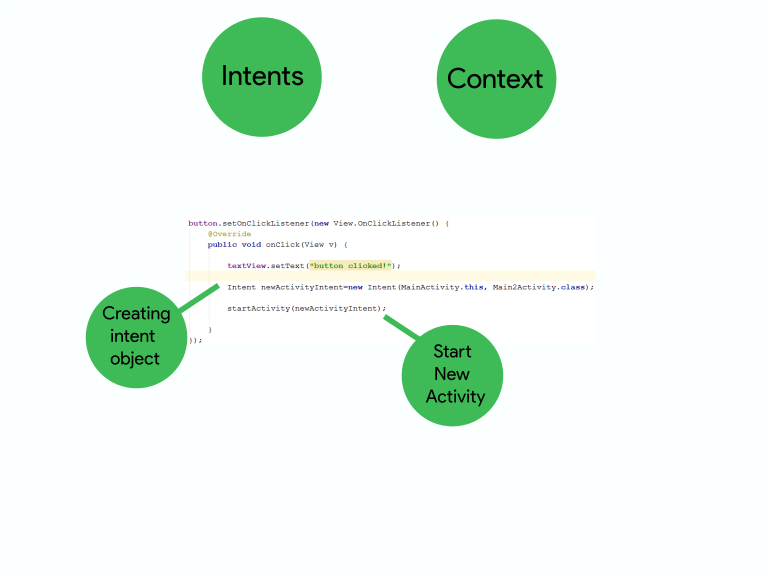 Intents
Context
button.setOnClickListener(new View.OnClickListener() {
@Override
public void onClick(View v) {
textView.setText("button clicked!");
Intent newActivityIntent=new Intent(MainActivity.this, Main2Activity.class);
startActivity(newActivityIntent);
}
});
Creating
intent
object
Start
New
Activity